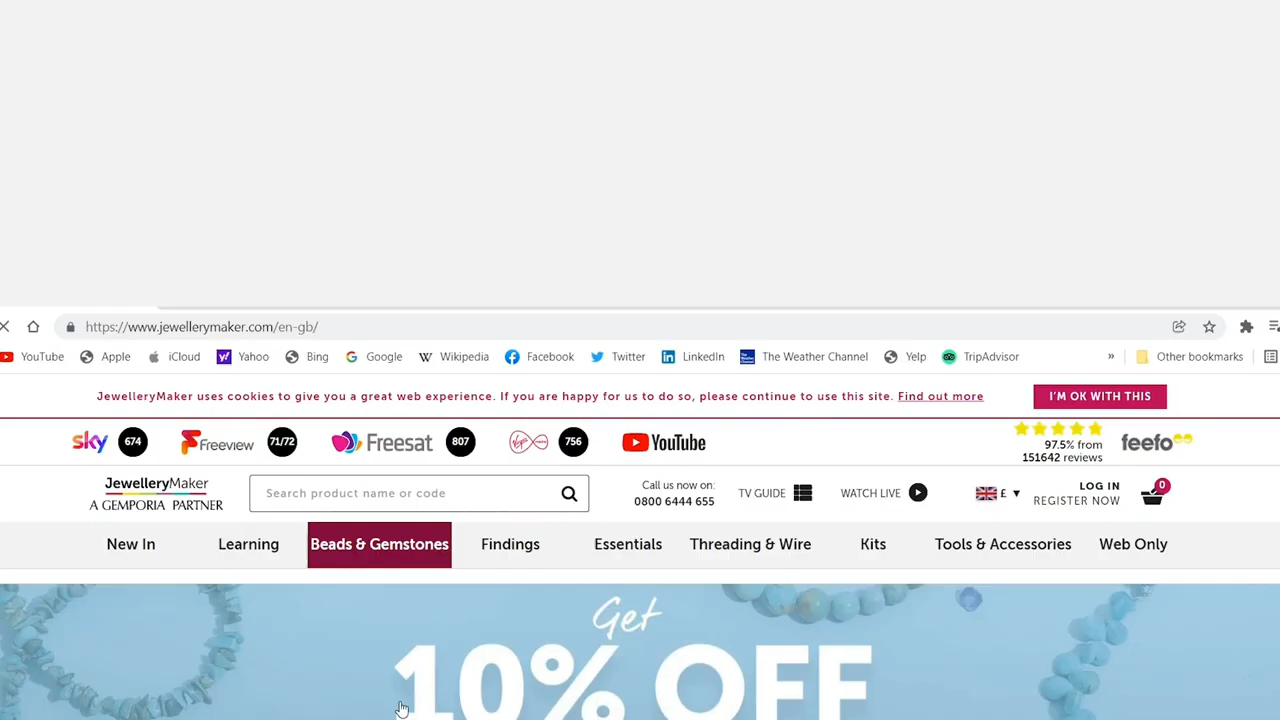 https://www.jewellerymaker.com/en-gb/
YouTube Apple iCloud Yahoo Bing Google Wikipedia Facebook Twitter LinkedIn The Weather Channel Yelp TripAdvisor » Other bookmarks
JewelleryMaker uses cookies to give you a great web experience. If you are happy for us to do so, please continue to use this site. Find out more I'M OK WITH THIS
sky 674 Freeview 71/72 Freesat 807 Virgin media 756 YouTube
97.5% from
151642 reviews
feefo
JewelleryMaker
A GEMPORIA PARTNER
Search product name or code
Call us now on:
0800 6444 655
TV GUIDE
WATCH LIVE
£
LOG IN
REGISTER NOW
0
New In Learning Beads & Gemstones Findings Essentials Threading & Wire Kits Tools & Accessories Web Only
Get
10% OFF